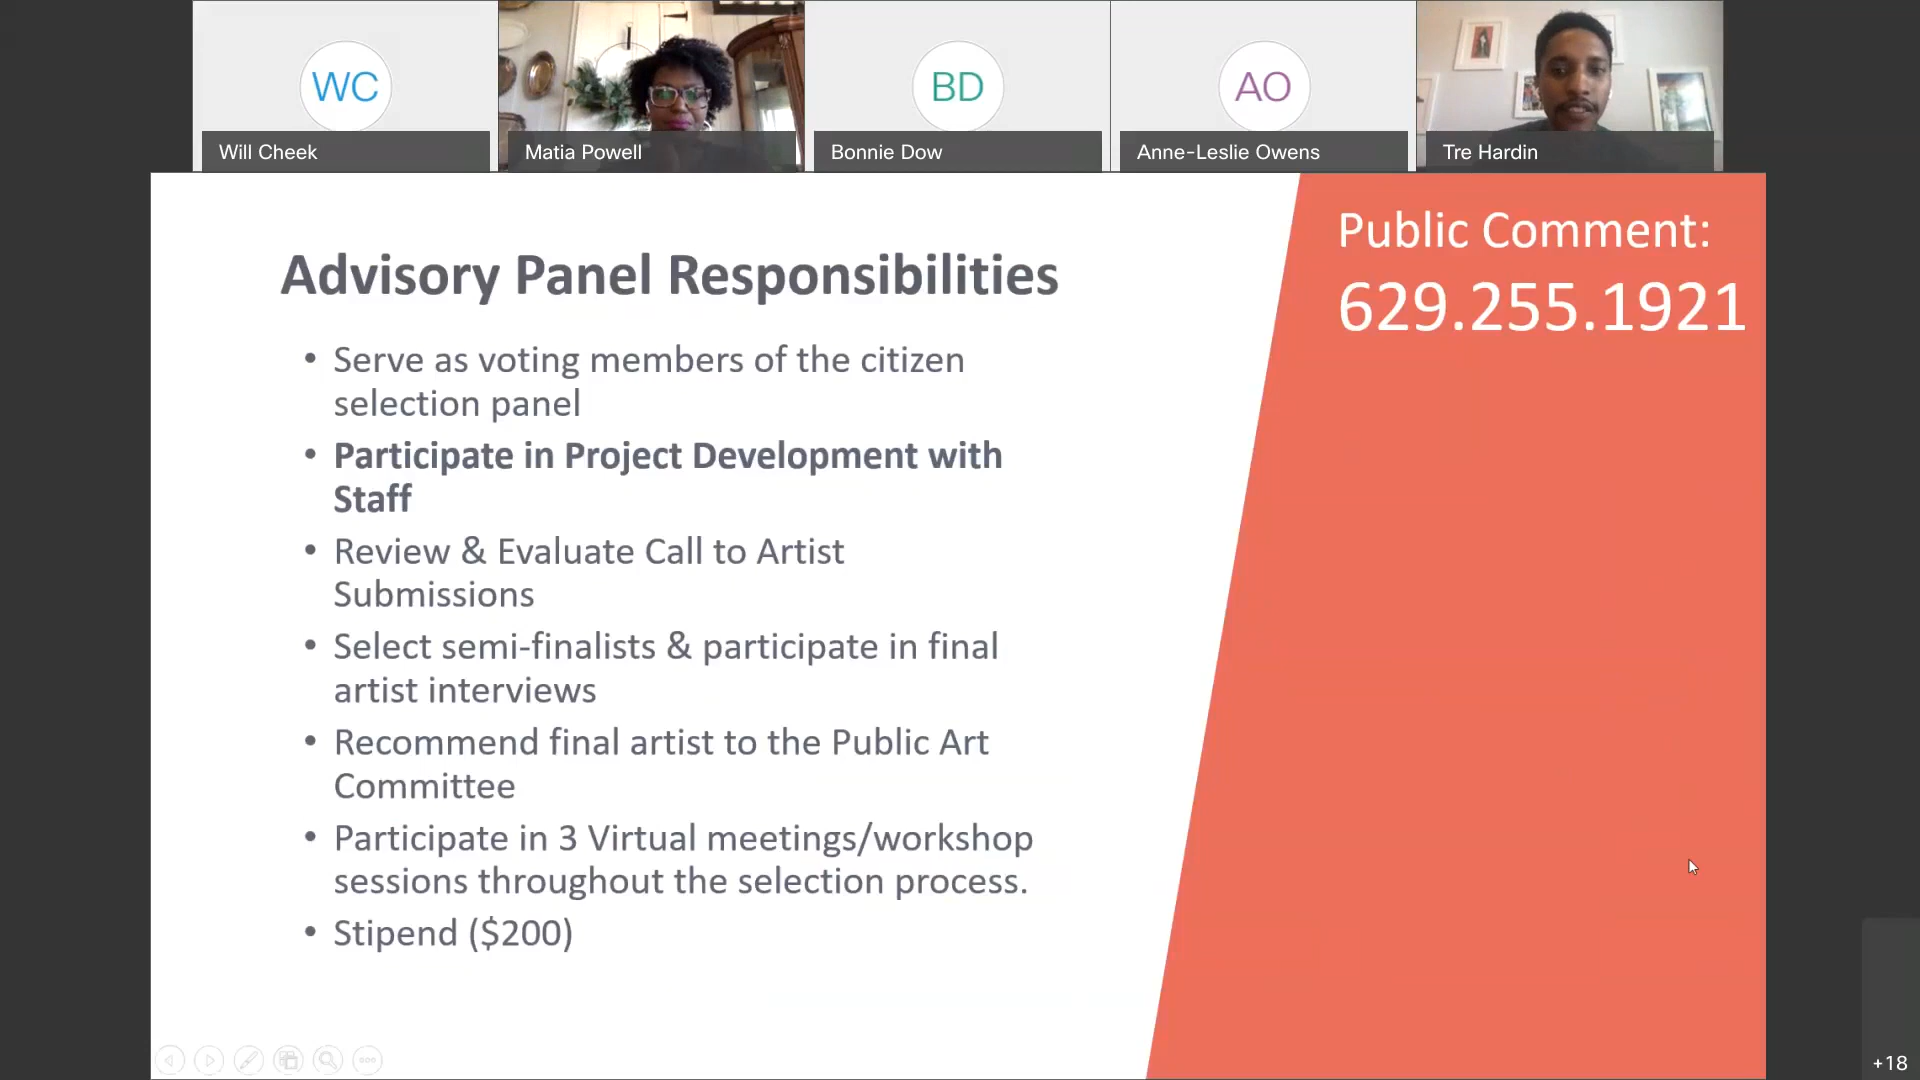 WC
BD
AO
Will Cheek
Matia Powell
Bonnie Dow
Anne-Leslie Owens
Tre Hardin
Advisory Panel Responsibilities
• Serve as voting members of the citizen
selection panel
• Participate in Project Development with
Staff
• Review & Evaluate Call to Artist
Submissions
• Select semi-finalists & participate in final
artist interviews
• Recommend final artist to the Public Art
Committee
• Participate in 3 Virtual meetings/workshop
sessions throughout the selection process.
• Stipend ($200)
Public Comment:
629.255.1921
+18